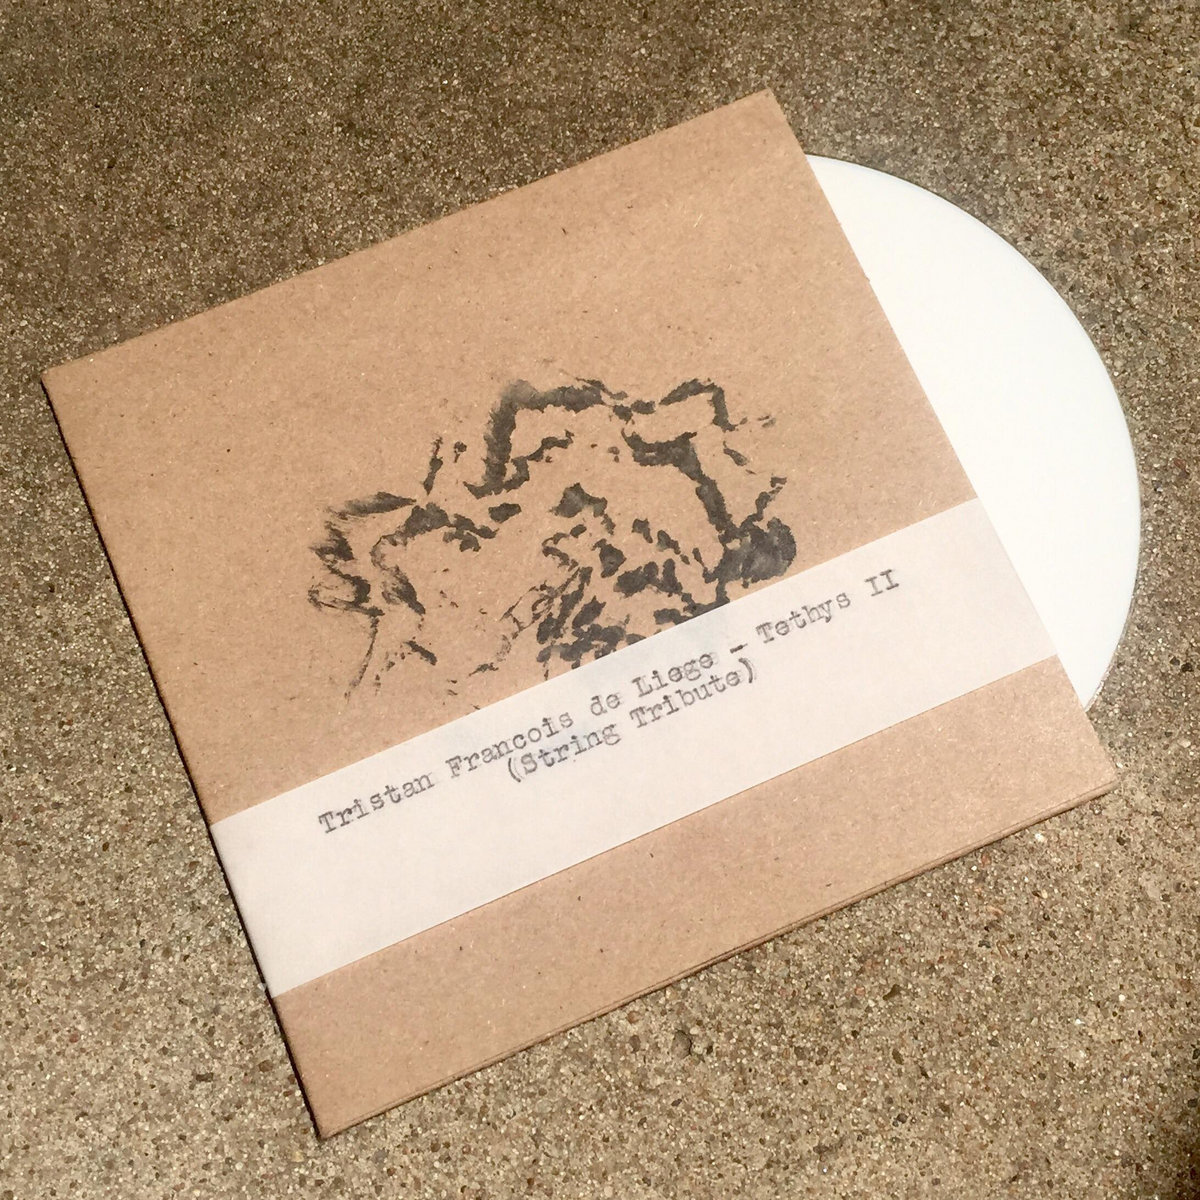 Tristan Francois de Liege - Tethys II
(String Tribute)